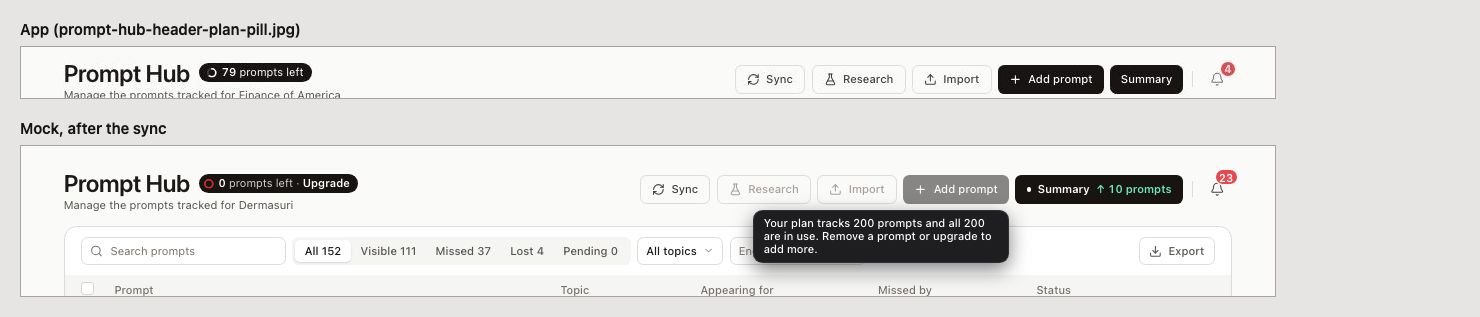 App (prompt-hub-header-plan-pill.jpg)
Prompt Hub 79 prompts left Sync Research Import + Add prompt Summary 4
Manage the prompts tracked for Finance of America
Mock, after the sync
Prompt Hub 0 prompts left · Upgrade Sync Research Import + Add prompt • Summary ↑ 10 prompts 23
Manage the prompts tracked for Dermasuri
Your plan tracks 200 prompts and all 200
are in use. Remove a prompt or upgrade to
add more.
Search prompts All 152 Visible 111 Missed 37 Lost 4 Pending 0 All topics Export
Prompt Topic Appearing for Missed by Status